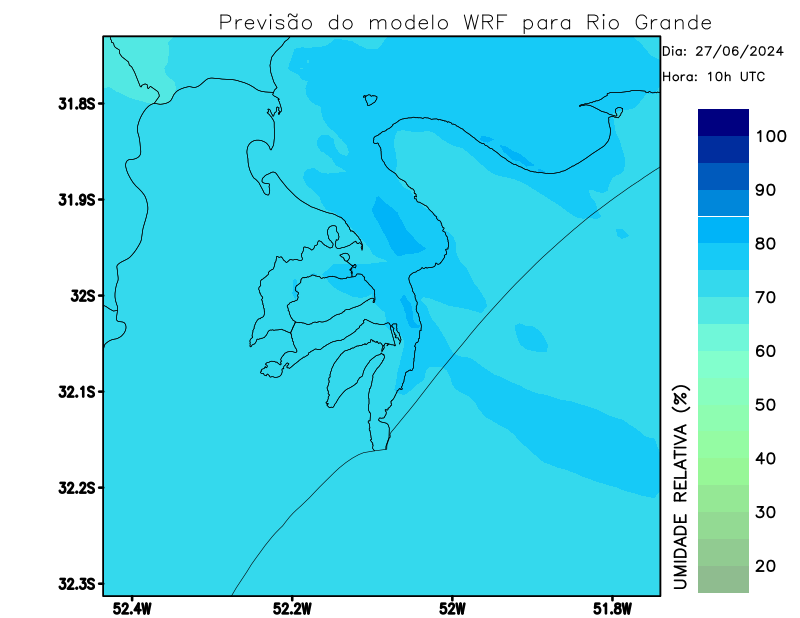 Previsão do modelo WRF para Rio Grande
Dia: 27/06/2024
Hora: 10h UTC
31.8S
31.9S
32S
32.1S
32.2S
32.3S
52.4W
52.2W
52W
51.8W
100
90
80
70
60
50
40
30
20
UMIDADE RELATIVA (%)